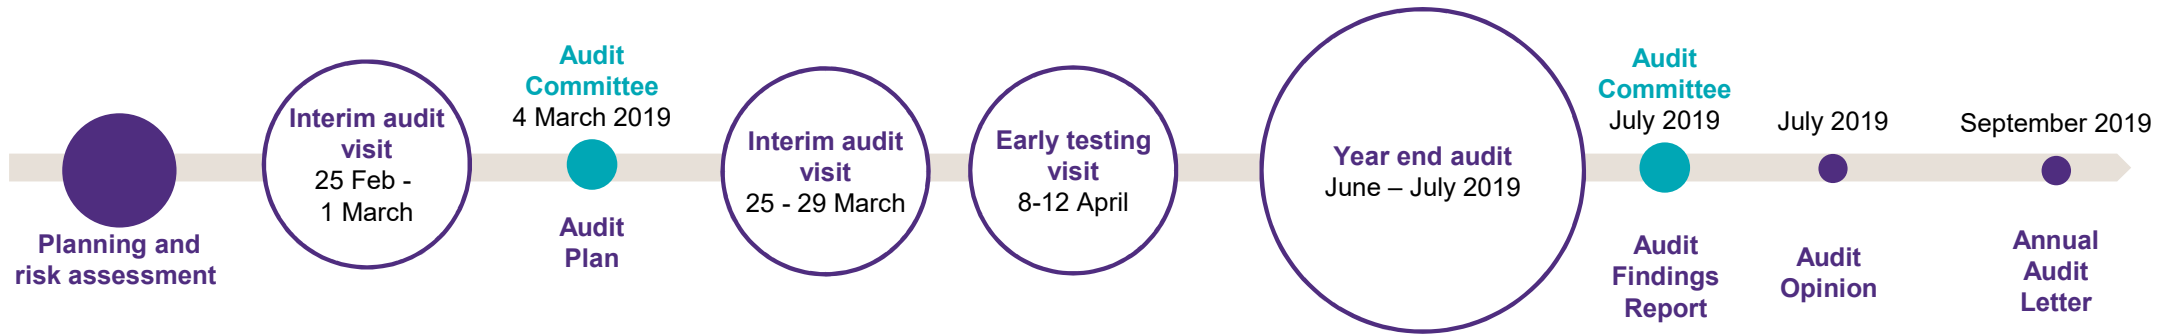 Planning and
risk assessment
Interim audit
visit
25 Feb -
1 March
Audit
Committee
4 March 2019
Audit
Plan
Interim audit
visit
25 - 29 March
Early testing
visit
8-12 April
Year end audit
June – July 2019
Audit
Committee
July 2019
Audit
Findings
Report
July 2019
Audit
Opinion
September 2019
Annual
Audit
Letter